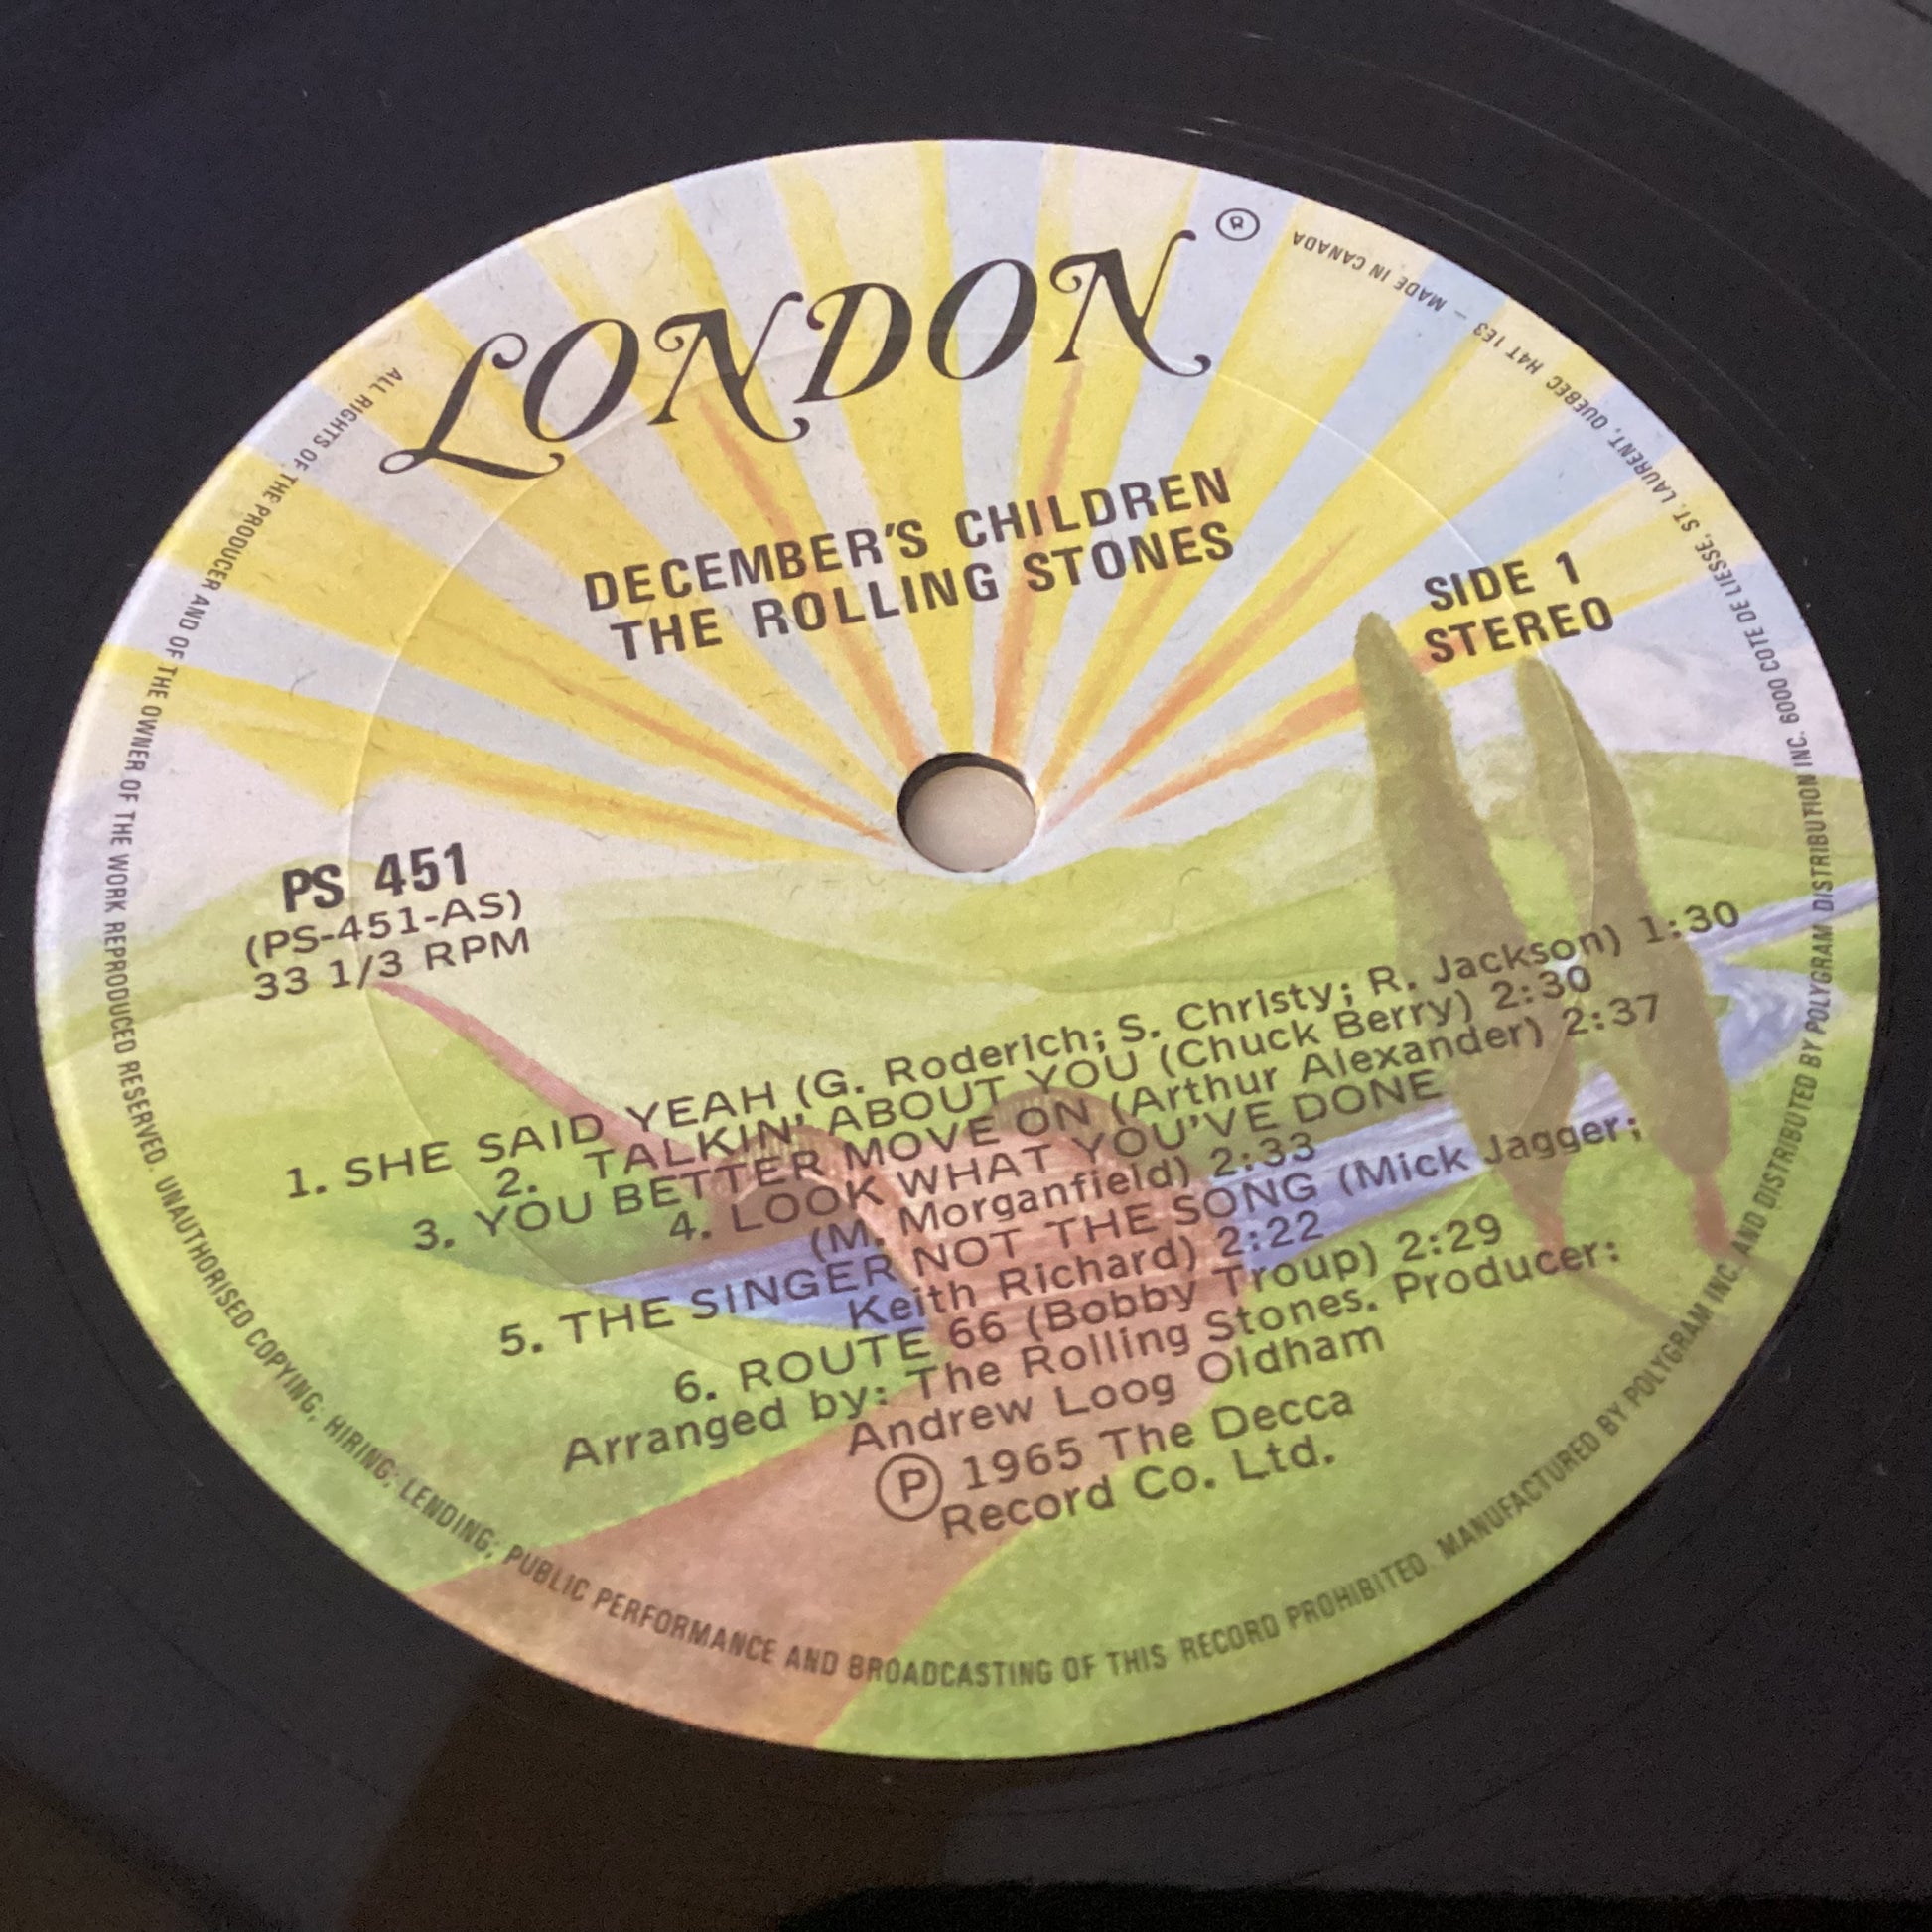 LONDON ®
DECEMBER'S CHILDREN
THE ROLLING STONES
SIDE 1
STEREO
PS 451
(PS-451-AS)
33 1/3 RPM
1. SHE SAID YEAH (G. Roderich; S. Christy; R. Jackson) 1:30
2. TALKIN' ABOUT YOU (Chuck Berry) 2:30
3. YOU BETTER MOVE ON (Arthur Alexander) 2:37
4. LOOK WHAT YOU'VE DONE
(M. Morganfield) 2:33
5. THE SINGER NOT THE SONG (Mick Jagger;
Keith Richard) 2:22
6. ROUTE 66 (Bobby Troup) 2:29
Arranged by: The Rolling Stones. Producer:
Andrew Loog Oldham
Ⓟ 1965 The Decca
Record Co. Ltd.
ALL RIGHTS OF THE PRODUCER AND OF THE OWNER OF THE WORK REPRODUCED RESERVED. UNAUTHORISED COPYING; HIRING; LENDING; PUBLIC PERFORMANCE AND BROADCASTING OF THIS RECORD PROHIBITED. MANUFACTURED BY POLYGRAM INC. AND DISTRIBUTED BY POLYGRAM DISTRIBUTION INC. 6000 COTE DE LIESSE, ST. LAURENT, QUEBEC H4T 1E3 – MADE IN CANADA